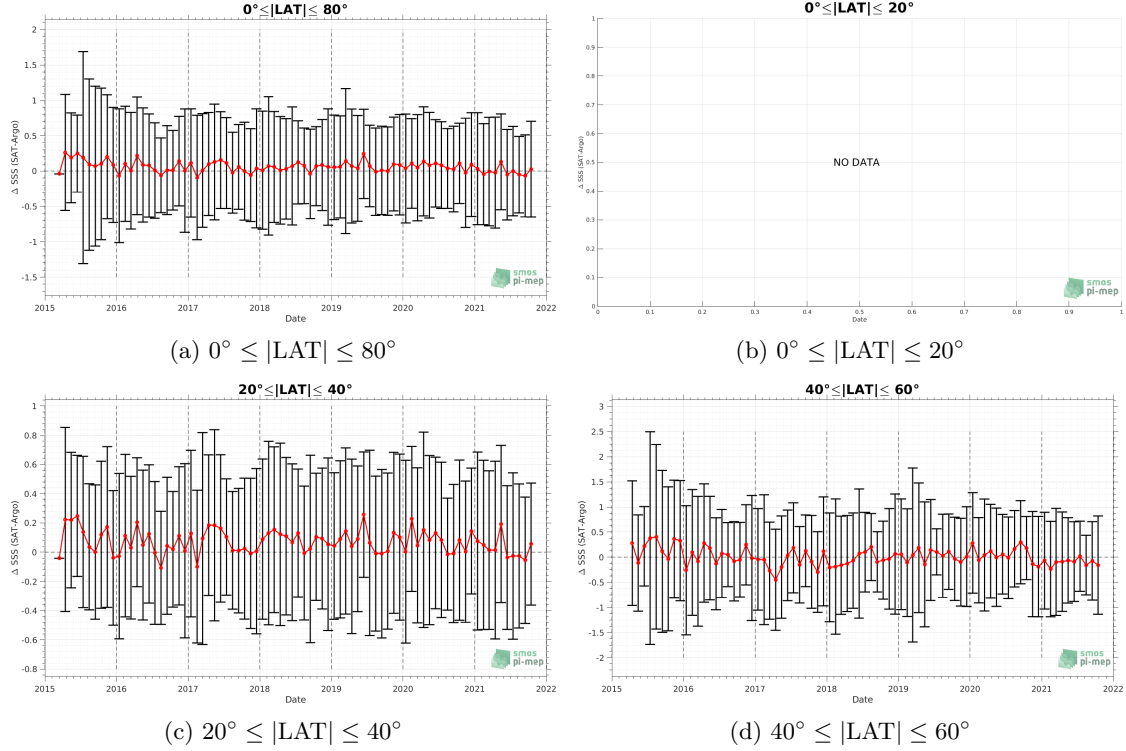 0°≤|LAT|≤ 80°
2
1.5
1
0.5
0
-0.5
-1
-1.5
Δ SSS (SAT-Argo)
2015 2016 2017 2018 2019 2020 2021 2022
Date
smos
pi-mep
(a) 0° ≤ |LAT| ≤ 80°
0°≤|LAT|≤ 20°
1
0.9
0.8
0.7
0.6
0.5
0.4
0.3
0.2
0.1
0
Δ SSS (SAT-Argo)
NO DATA
0 0.1 0.2 0.3 0.4 0.5 0.6 0.7 0.8 0.9 1
Date
smos
pi-mep
(b) 0° ≤ |LAT| ≤ 20°
20°≤|LAT|≤ 40°
1
0.8
0.6
0.4
0.2
0
-0.2
-0.4
-0.6
-0.8
Δ SSS (SAT-Argo)
2015 2016 2017 2018 2019 2020 2021 2022
Date
smos
pi-mep
(c) 20° ≤ |LAT| ≤ 40°
40°≤|LAT|≤ 60°
3
2.5
2
1.5
1
0.5
0
-0.5
-1
-1.5
-2
Δ SSS (SAT-Argo)
2015 2016 2017 2018 2019 2020 2021 2022
Date
smos
pi-mep
(d) 40° ≤ |LAT| ≤ 60°